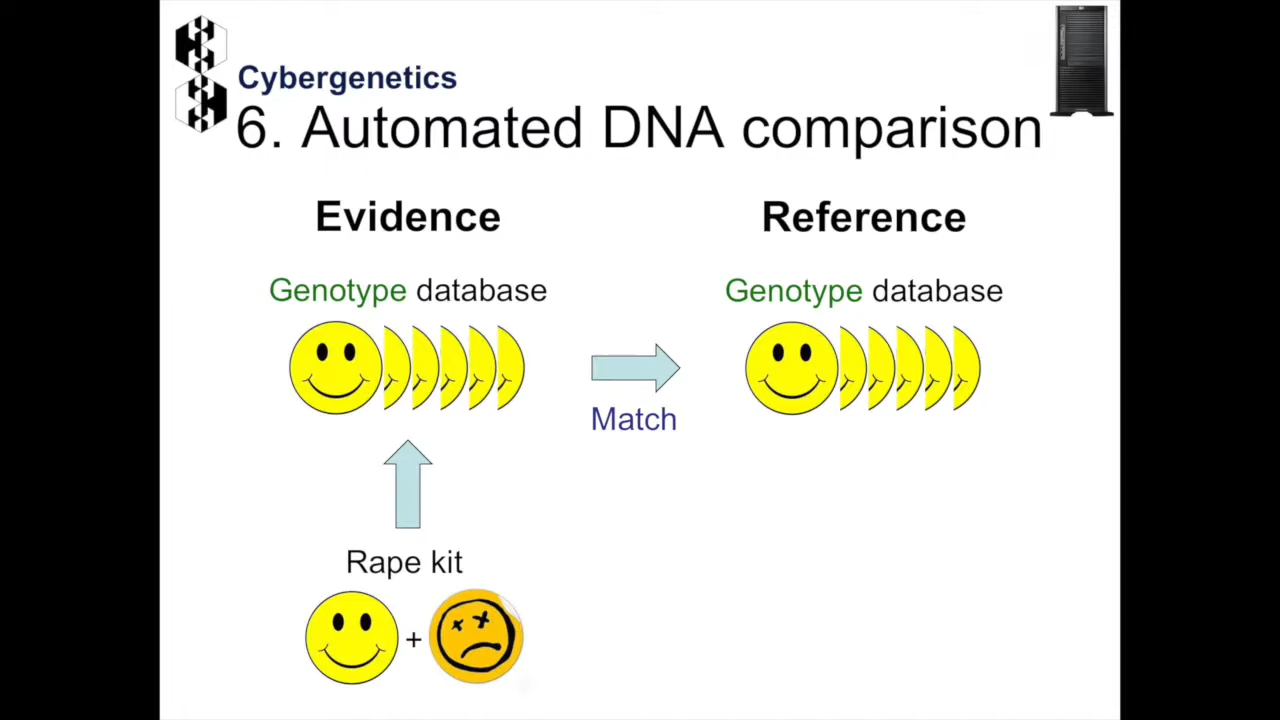 Cybergenetics
6. Automated DNA comparison
Evidence
Reference
Genotype database
Genotype database
Match
Rape kit
+